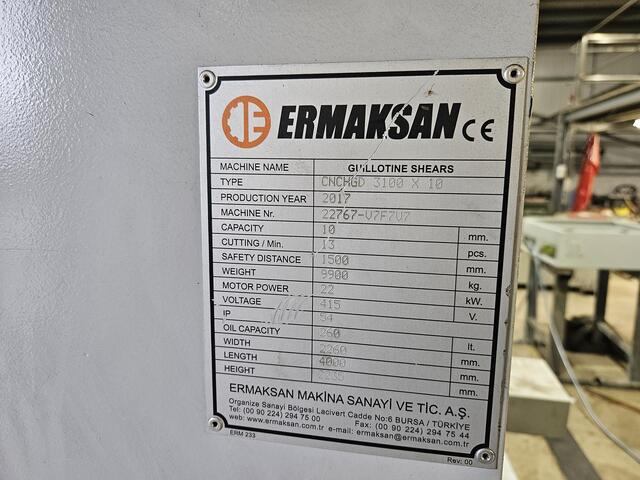 ERMAKSAN CE
MACHINE NAME GUILLOTINE SHEARS
TYPE CNCHGD 3100 X 10
PRODUCTION YEAR 2017
MACHINE Nr. 22767-V7F7V7
CAPACITY 10 mm.
CUTTING / Min. 13 pcs.
SAFETY DISTANCE 1500 mm.
WEIGHT 9900 kg.
MOTOR POWER 22 kW.
VOLTAGE 415 V.
IP 54
OIL CAPACITY 260 lt.
WIDTH 2260 mm.
LENGTH 4000 mm.
HEIGHT mm.
ERMAKSAN MAKİNA SANAYİ VE TİC. A.Ş.
Organize Sanayi Bölgesi Lacivert Cadde No:6 BURSA / TÜRKİYE
Tel: (00 90 224) 294 75 00 Fax: (00 90 224) 294 75 44
web: www.ermaksan.com.tr e-mail: ermaksan@ermaksan.com.tr
ERM 233 Rev: 00